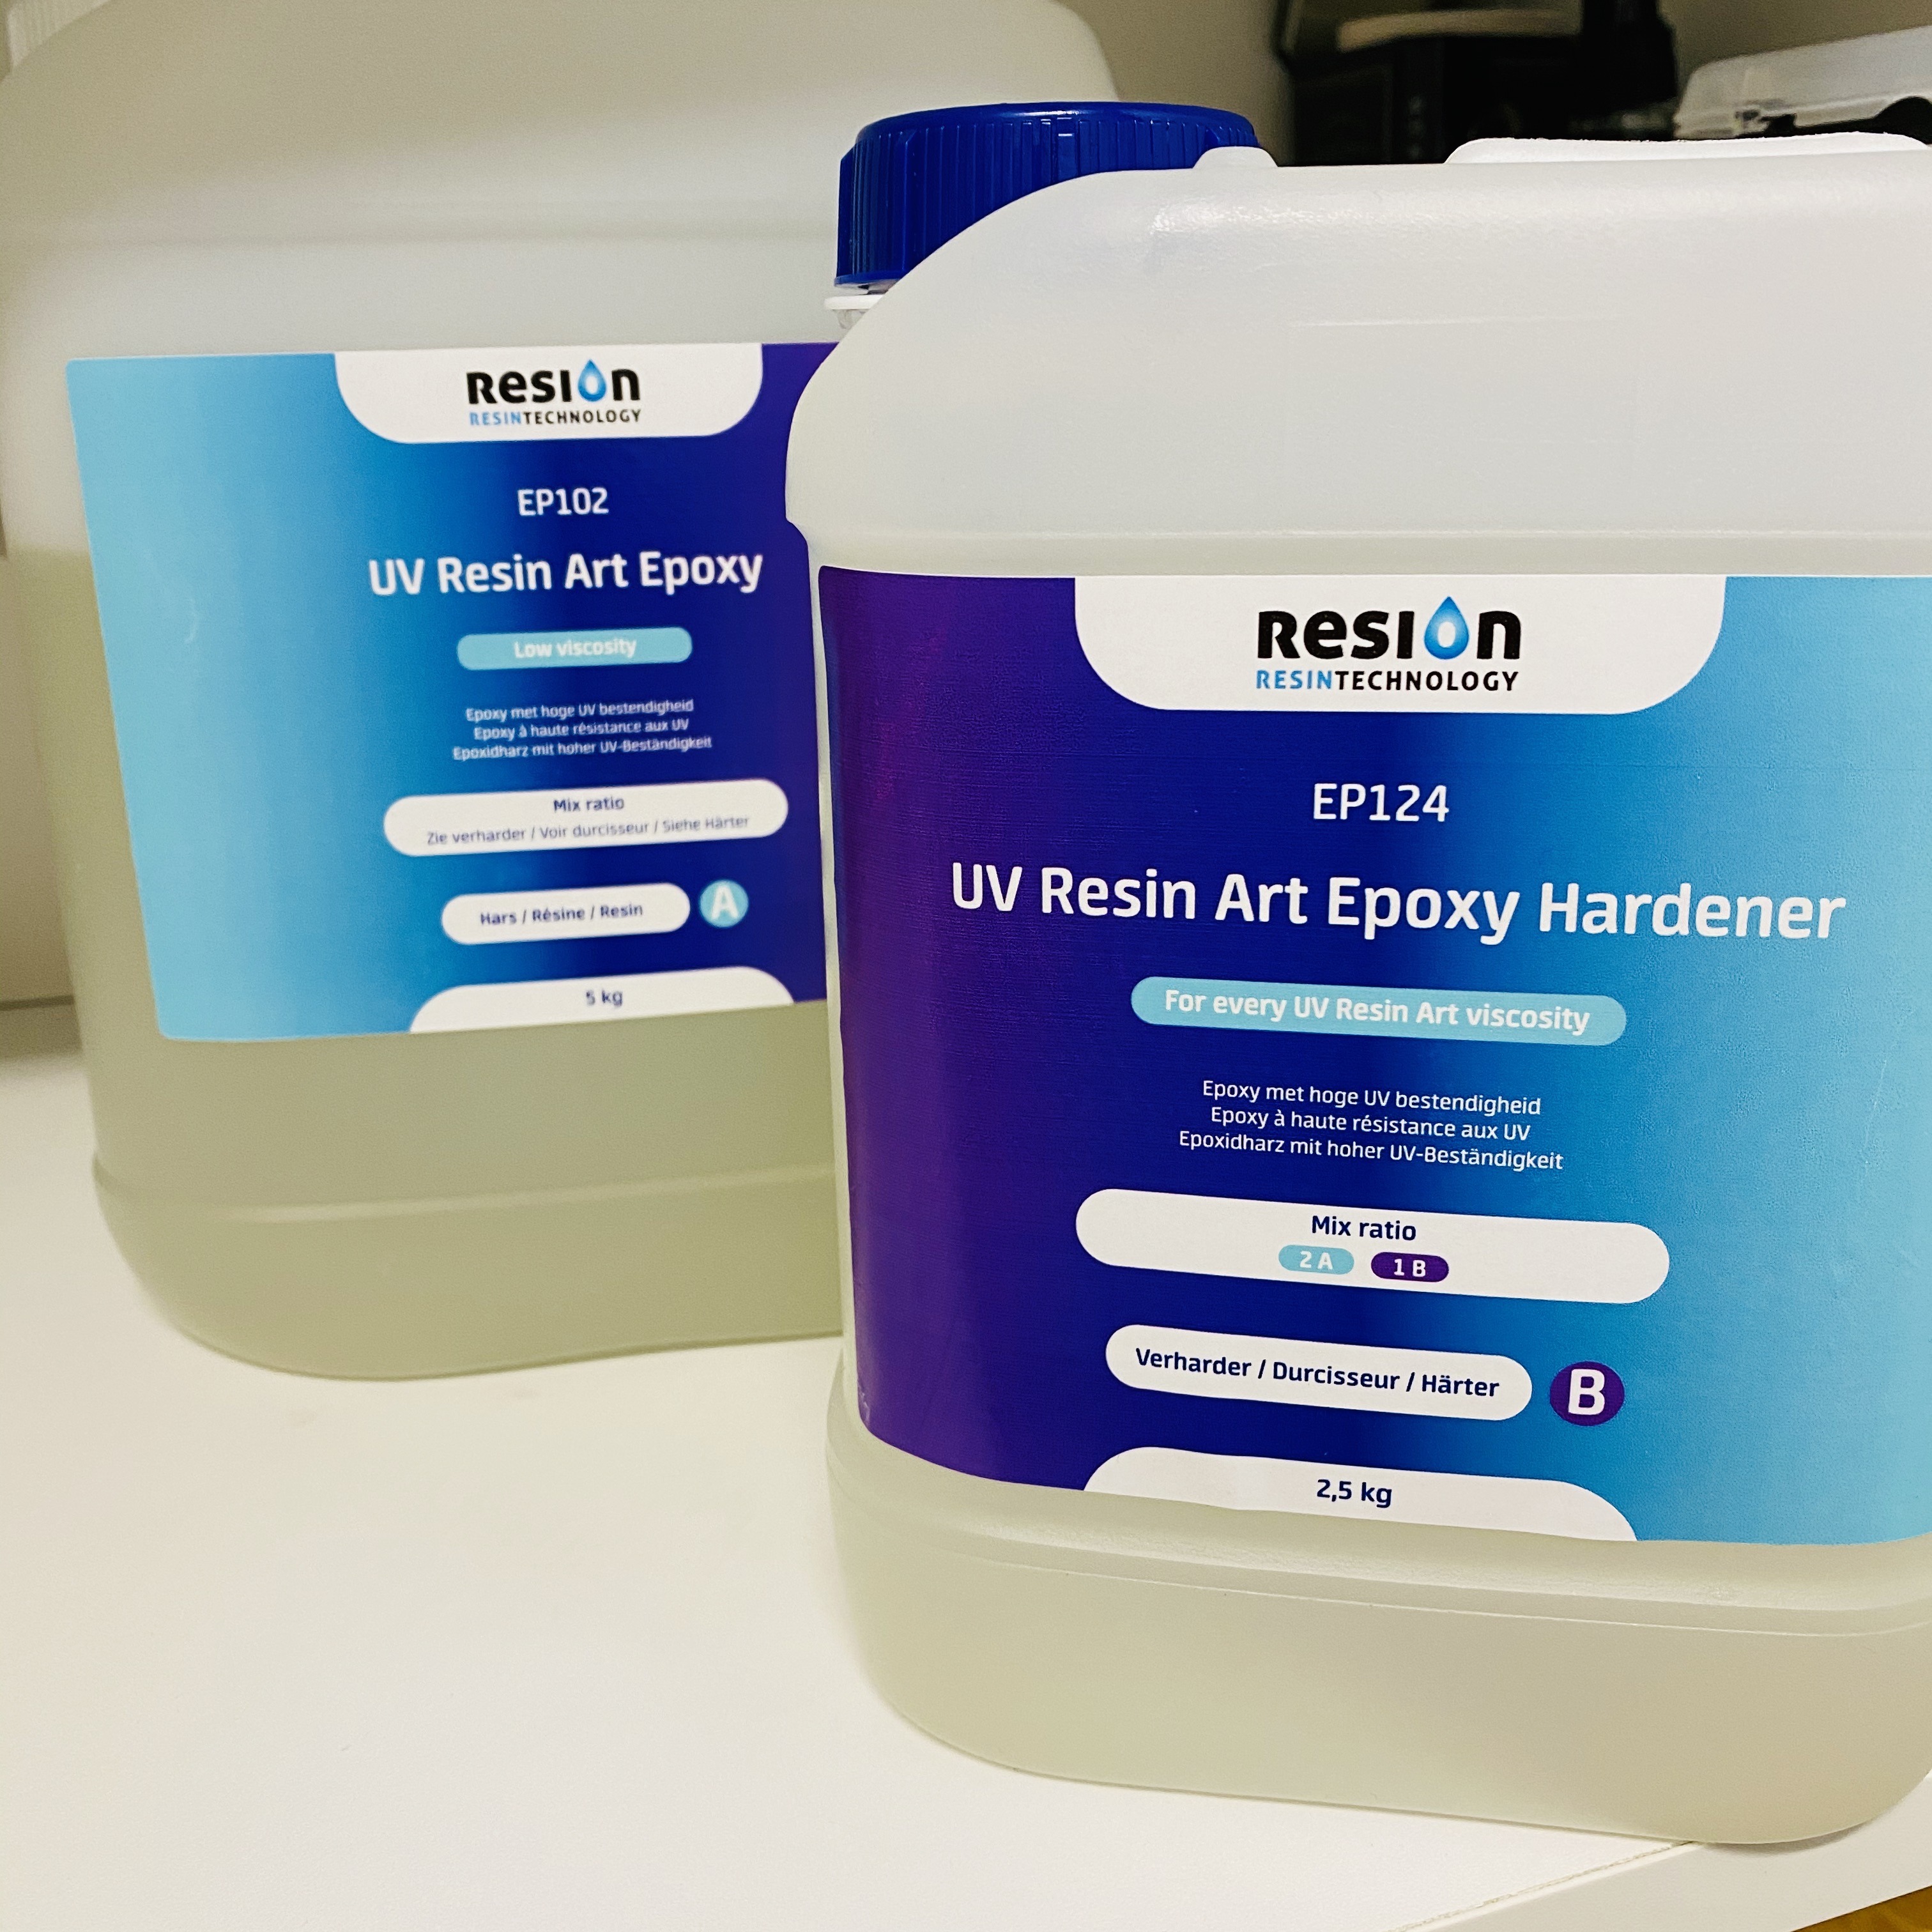 Resion
RESINTECHNOLOGY
EP102
UV Resin Art Epoxy
Low viscosity
Epoxy met hoge UV bestendigheid
Epoxy à haute résistance aux UV
Epoxidharz mit hoher UV-Beständigkeit
Mix ratio
Zie verharder / Voir durcisseur / Siehe Härter
Hars / Résine / Resin A
5 kg
Resion
RESINTECHNOLOGY
EP124
UV Resin Art Epoxy Hardener
For every UV Resin Art viscosity
Epoxy met hoge UV bestendigheid
Epoxy à haute résistance aux UV
Epoxidharz mit hoher UV-Beständigkeit
Mix ratio
2 A 1 B
Verharder / Durcisseur / Härter B
2,5 kg